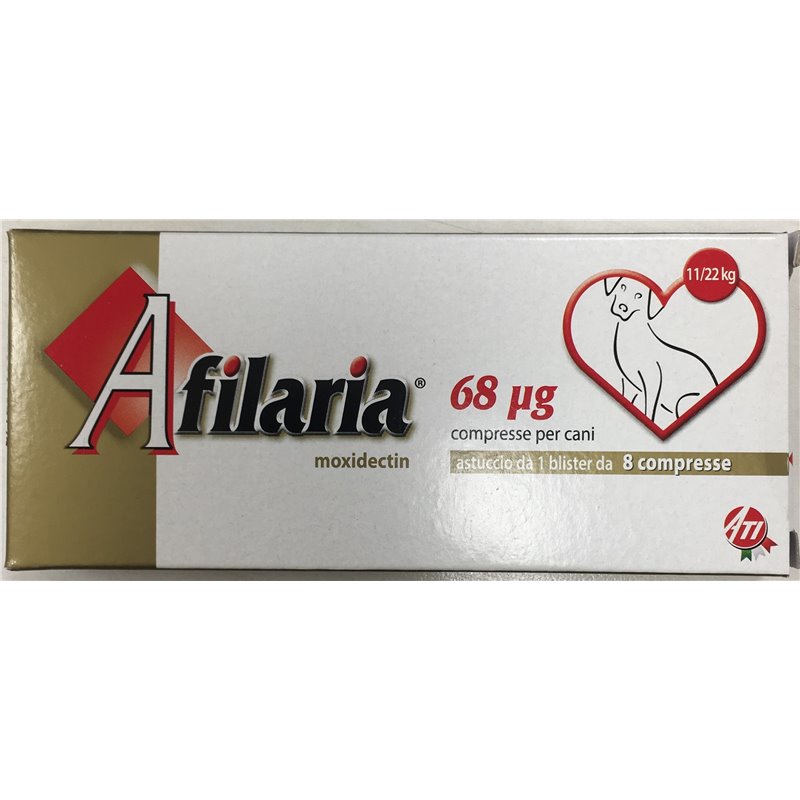 11/22 kg
Afilaria®
moxidectin
68 µg
compresse per cani
astuccio da 1 blister da 8 compresse
ATI